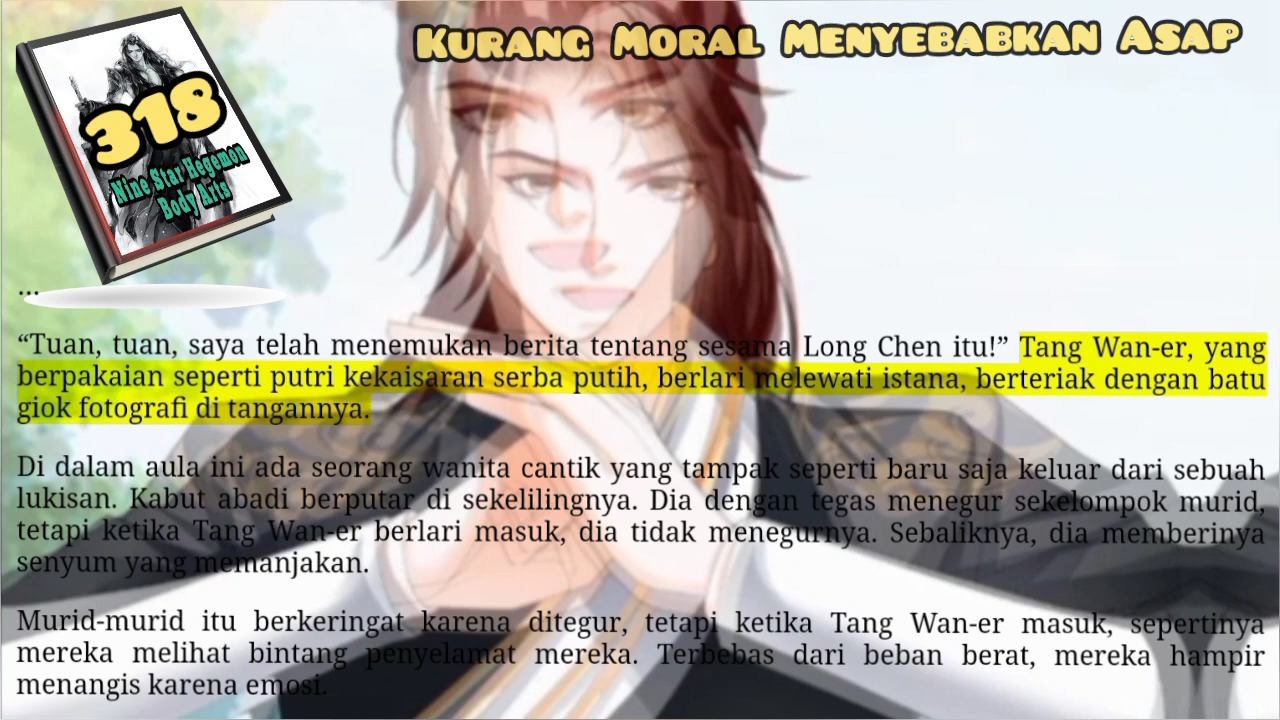 Kurang Moral Menyebabkan Asap
318
Nine Star Hegemon
Body Arts
...
“Tuan, tuan, saya telah menemukan berita tentang sesama Long Chen itu!” Tang Wan-er, yang
berpakaian seperti putri kekaisaran serba putih, berlari melewati istana, berteriak dengan batu
giok fotografi di tangannya.
Di dalam aula ini ada seorang wanita cantik yang tampak seperti baru saja keluar dari sebuah
lukisan. Kabut abadi berputar di sekelilingnya. Dia dengan tegas menegur sekelompok murid,
tetapi ketika Tang Wan-er berlari masuk, dia tidak menegurnya. Sebaliknya, dia memberinya
senyum yang memanjakan.
Murid-murid itu berkeringat karena ditegur, tetapi ketika Tang Wan-er masuk, sepertinya
mereka melihat bintang penyelamat mereka. Terbebas dari beban berat, mereka hampir
menangis karena emosi.